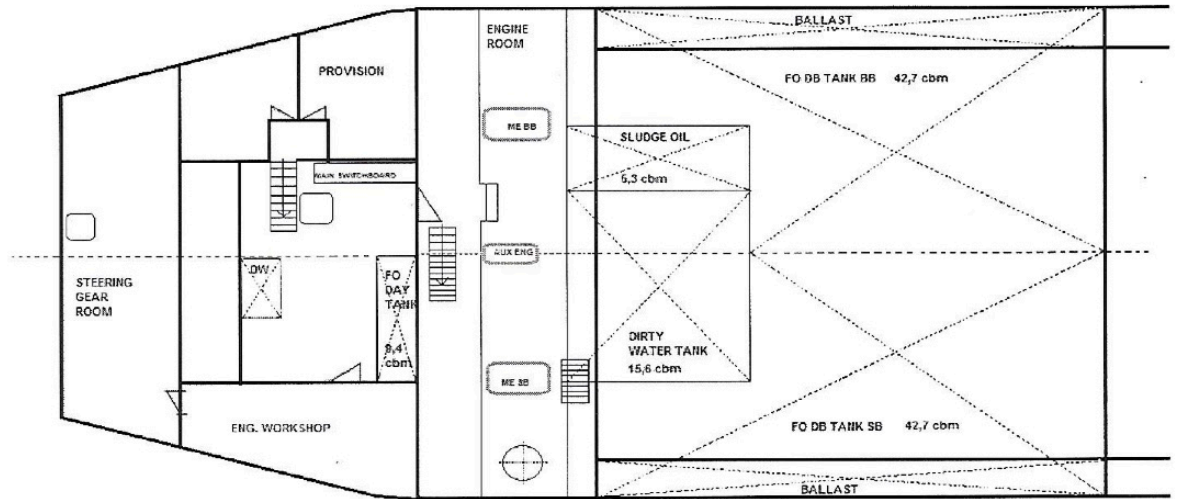 BALLAST
ENGINE
ROOM
PROVISION
FO DB TANK BB 42,7 cbm
ME BB
SLUDGE OIL
MAIN SWITCHBOARD
6,3 cbm
AUX ENG
DW
STEERING
GEAR
ROOM
FO
DAY
TANK
9,4
cbm
DIRTY
WATER TANK
15,6 cbm
ME SB
ENG. WORKSHOP
FO DB TANK SB 42,7 cbm
BALLAST